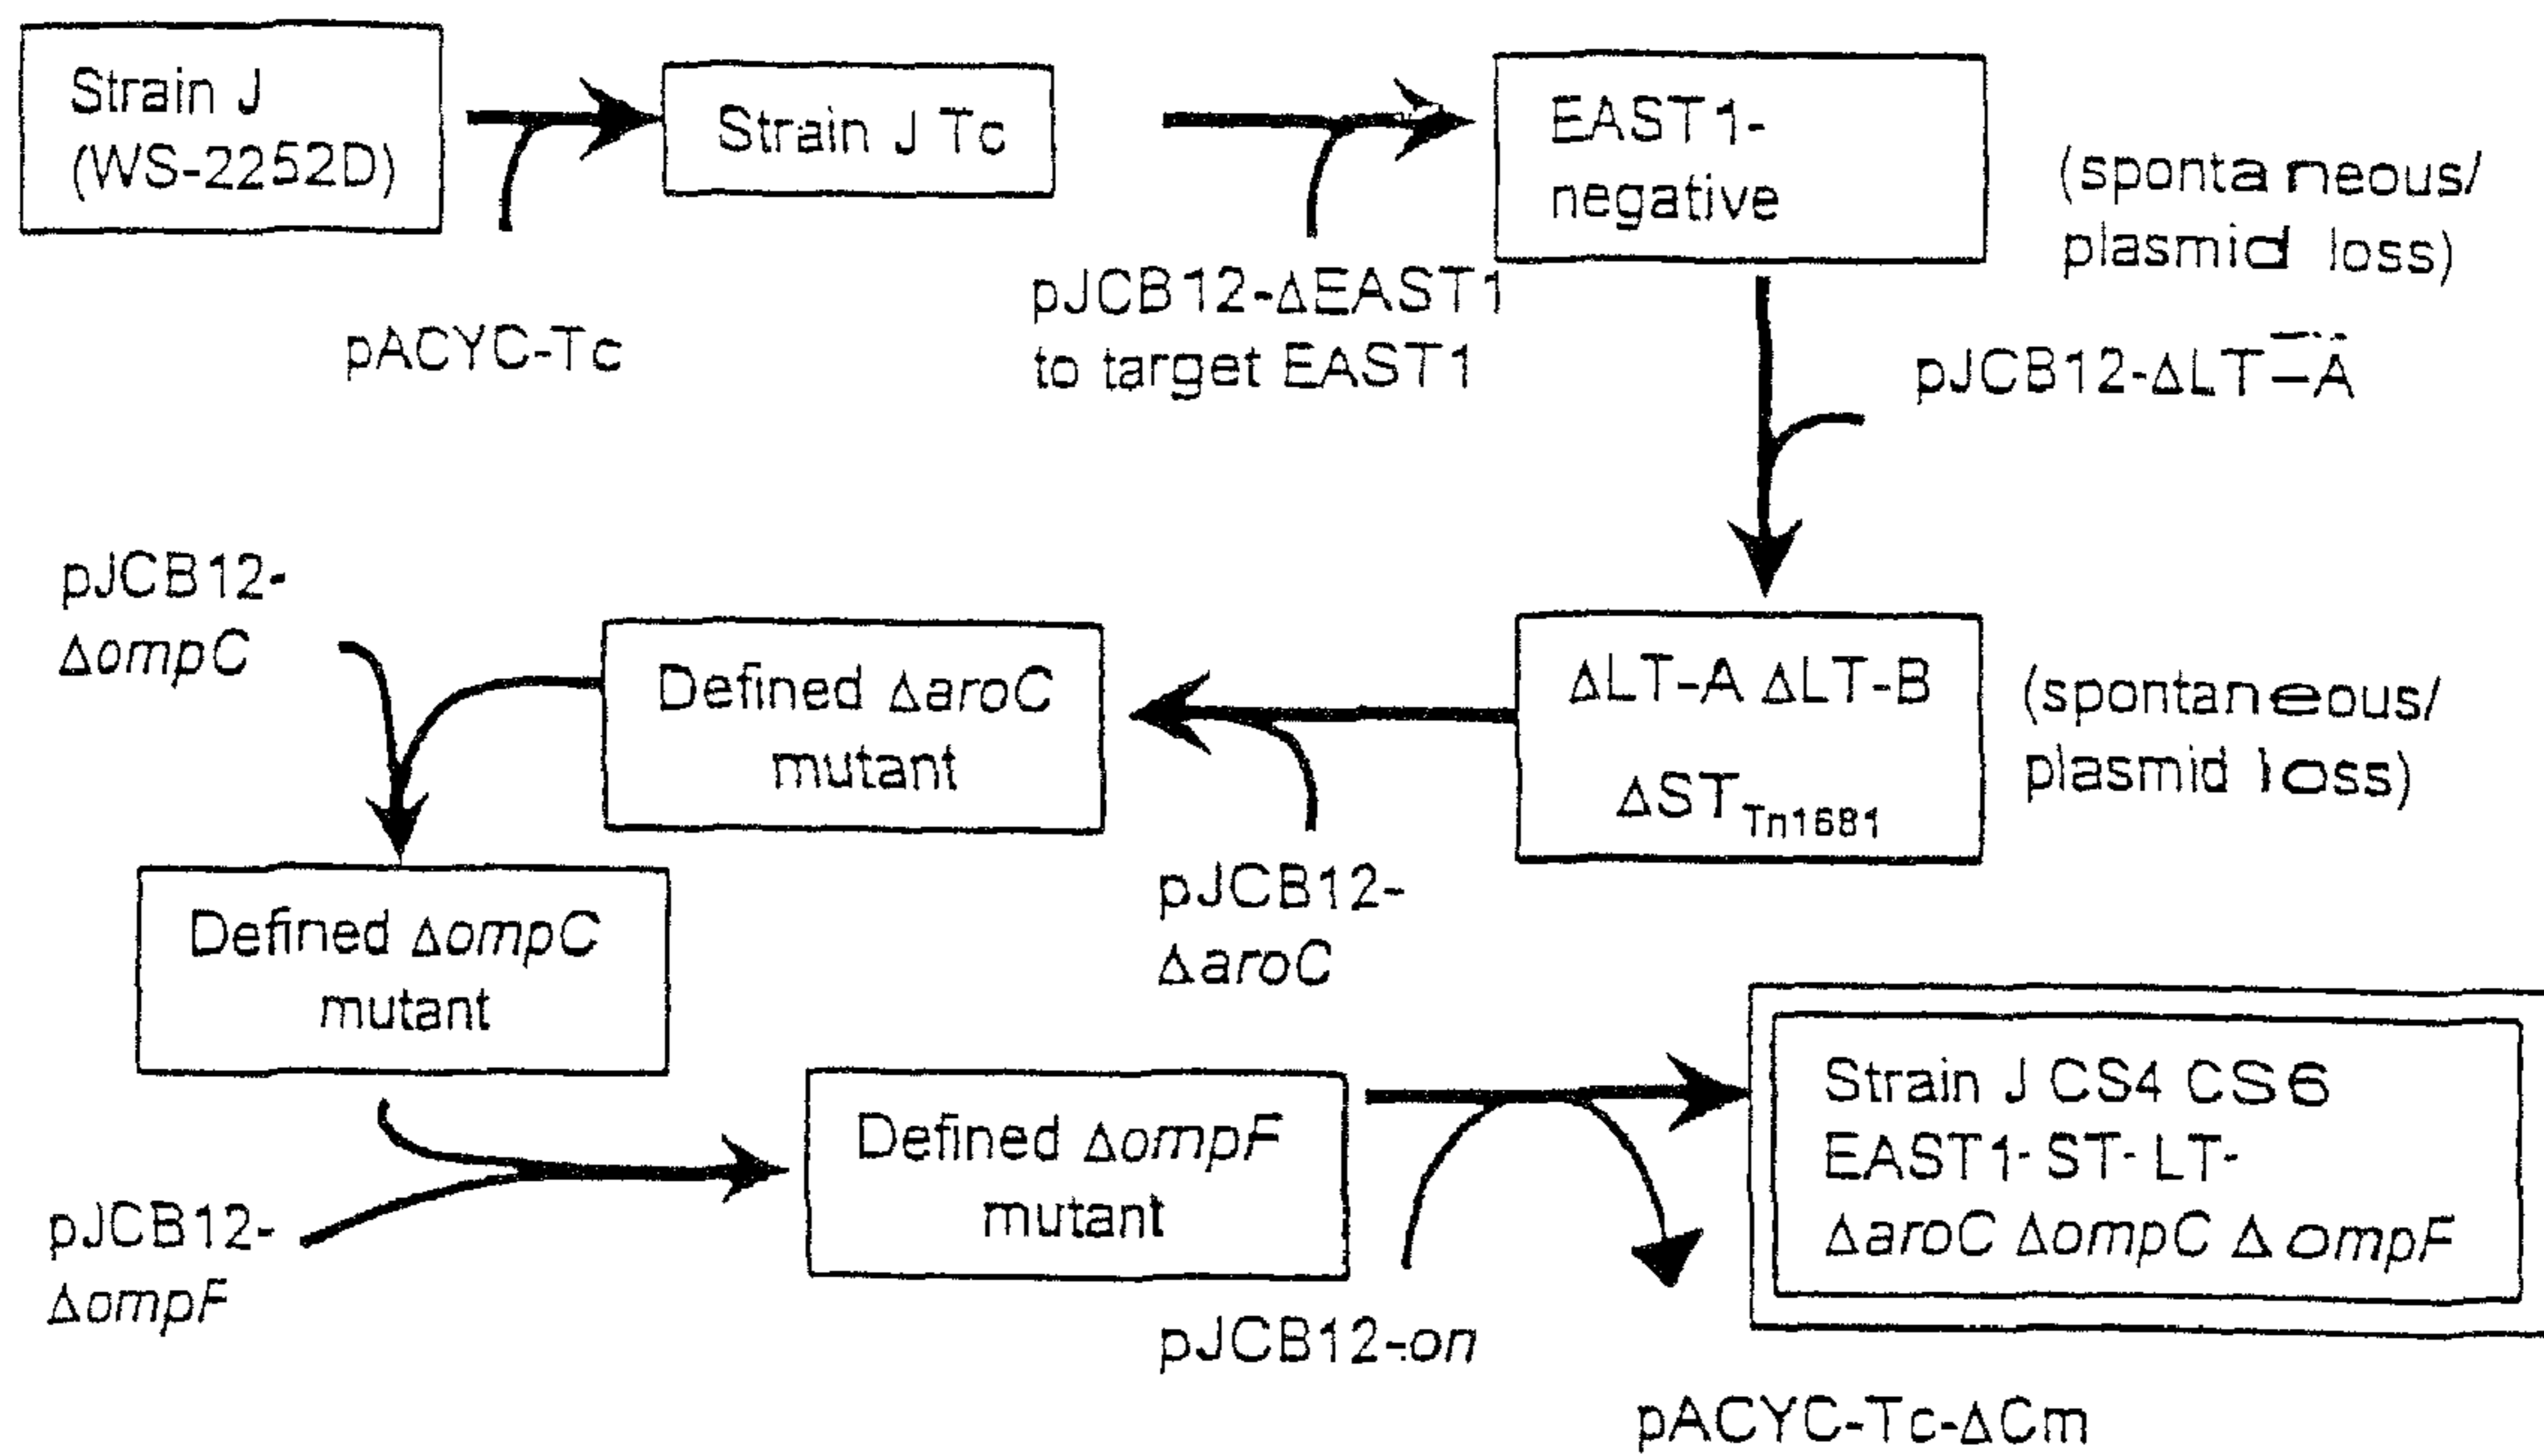 Strain J
(WS-2252D)
Strain J Tc
EAST1-
negative
(spontaneous/
plasmid loss)
pACYC-Tc
pJCB12-ΔEAST1
to target EAST1
pJCB12-ΔLT-A
pJCB12-
ΔompC
Defined ΔaroC
mutant
ΔLT-A ΔLT-B
ΔSTTn1681
(spontaneous/
plasmid loss)
pJCB12-
ΔaroC
Defined ΔompC
mutant
pJCB12-
ΔompF
Defined ΔompF
mutant
pJCB12-on
Strain J CS4 CS6
EAST1- ST- LT-
ΔaroC ΔompC ΔompF
pACYC-Tc-ΔCm